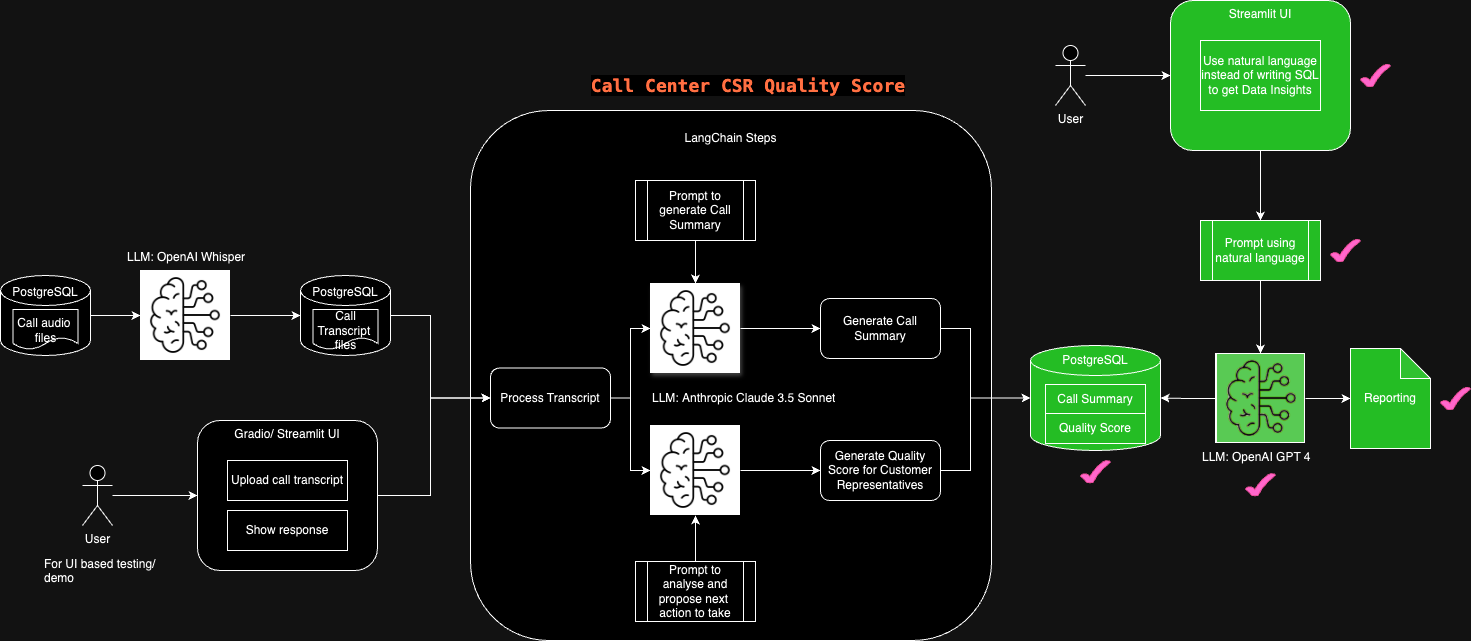 Streamlit UI
Use natural language
instead of writing SQL
to get Data Insights
User
Call Center CSR Quality Score
LangChain Steps
Prompt to
generate Call
Summary
Prompt using
natural language
LLM: OpenAI Whisper
PostgreSQL
Call audio
files
PostgreSQL
Call
Transcript
files
Generate Call
Summary
Process Transcript
LLM: Anthropic Claude 3.5 Sonnet
PostgreSQL
Call Summary
Quality Score
Reporting
LLM: OpenAI GPT 4
Gradio/ Streamlit UI
Upload call transcript
Show response
User
For UI based testing/
demo
Generate Quality
Score for Customer
Representatives
Prompt to
analyse and
propose next
action to take